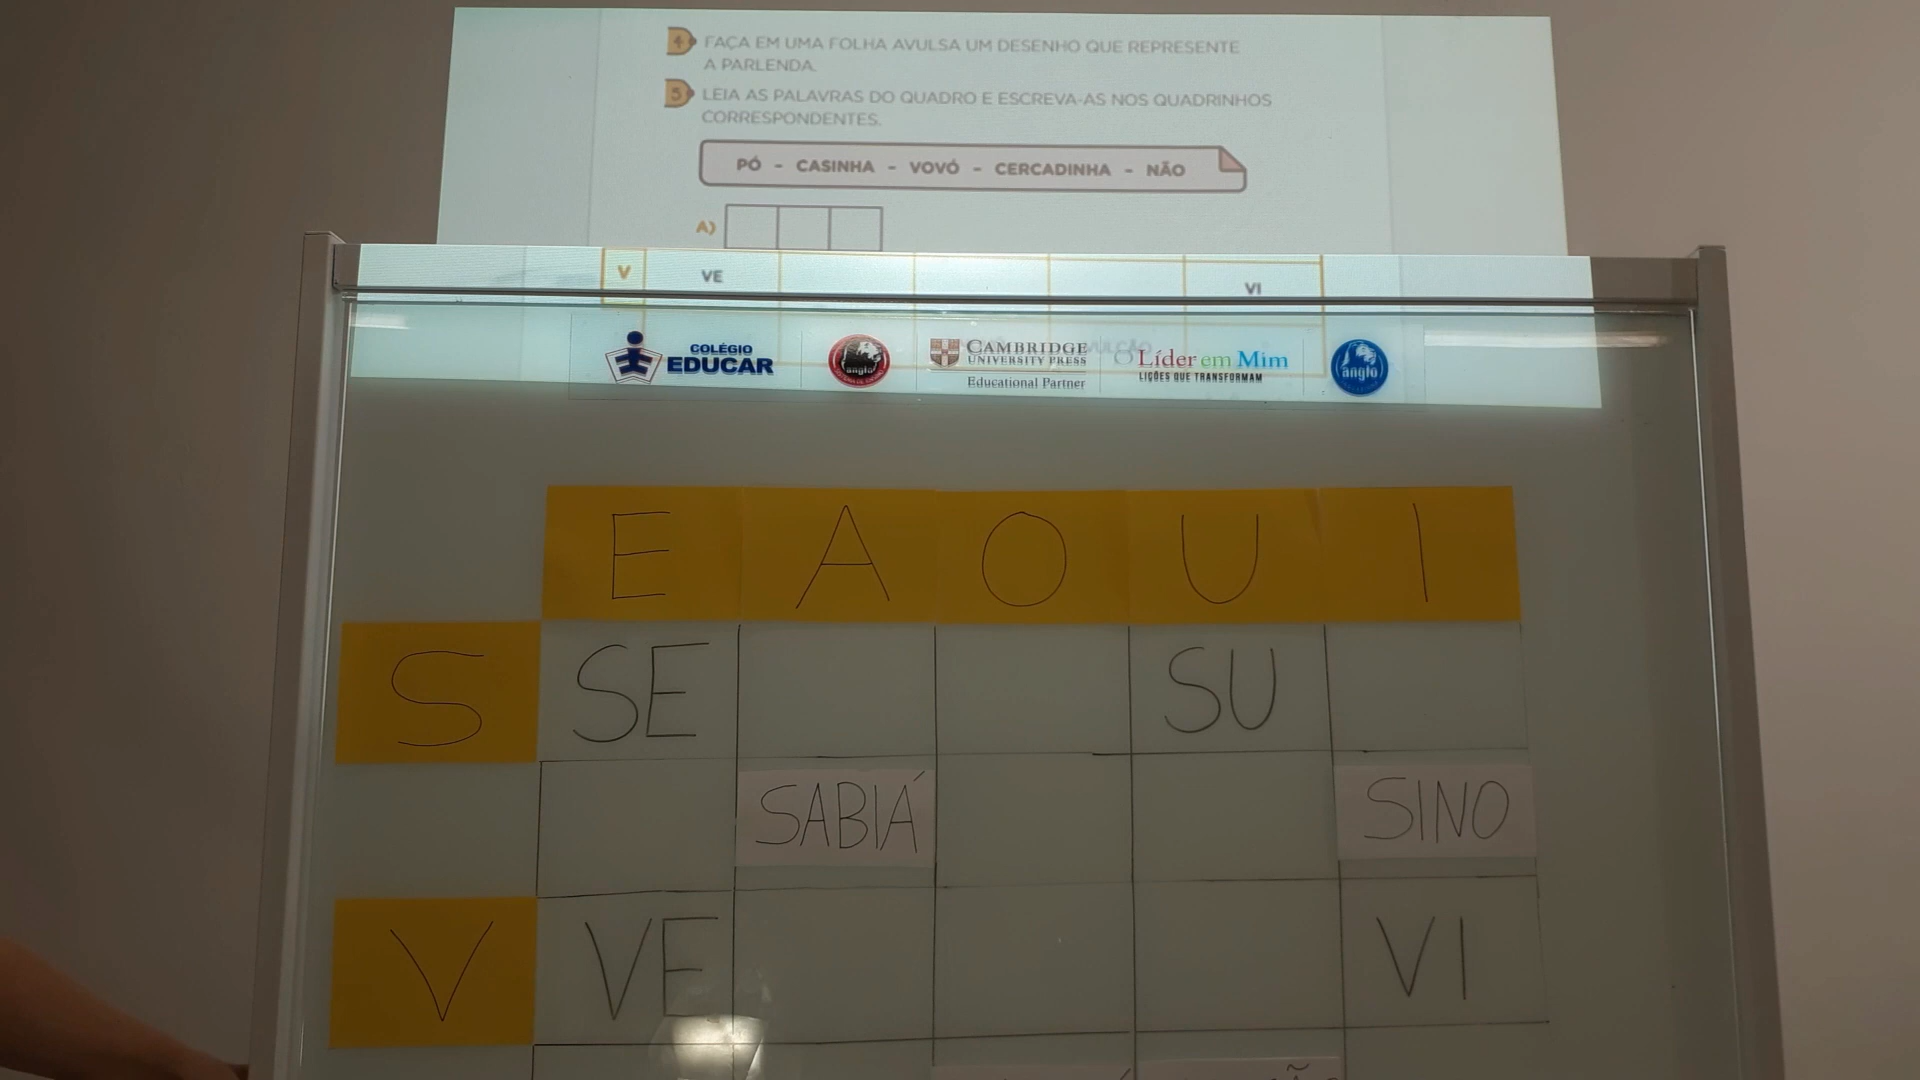 4 FAÇA EM UMA FOLHA AVULSA UM DESENHO QUE REPRESENTE
A PARLENDA.
5 LEIA AS PALAVRAS DO QUADRO E ESCREVA-AS NOS QUADRINHOS
CORRESPONDENTES.
PÓ - CASINHA - VOVÓ - CERCADINHA - NÃO
A)
V VE VI
COLÉGIO
EDUCAR
anglo
CAMBRIDGE
UNIVERSITY PRESS
Educational Partner
Líder em Mim
LIÇÕES QUE TRANSFORMAM
anglo
E A O U I
S SE SU
SABIÁ SINO
V VE VI